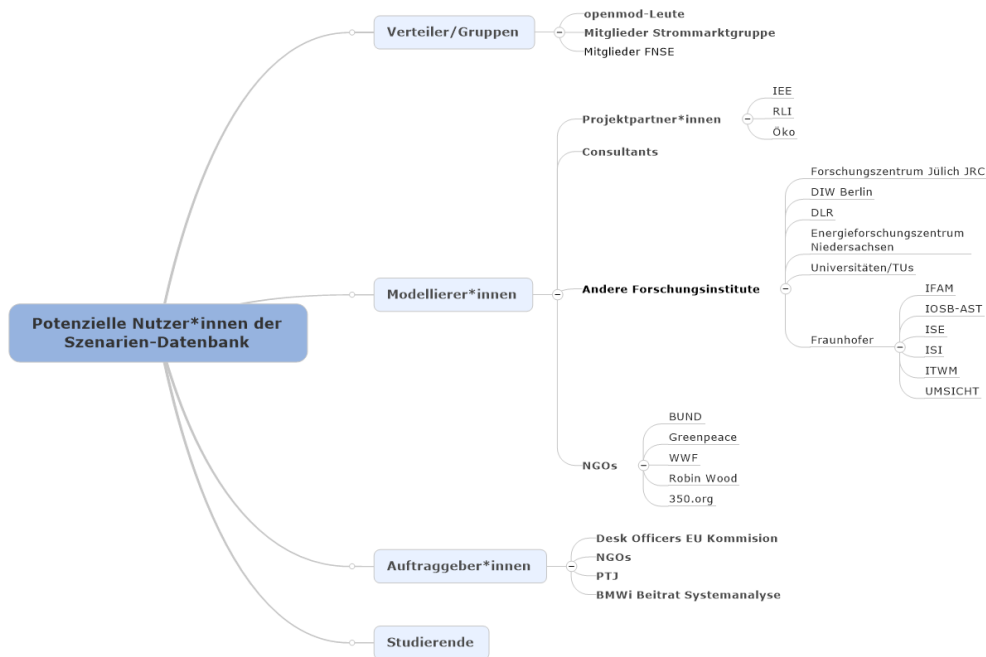 Potenzielle Nutzer*innen der
Szenarien-Datenbank
Verteiler/Gruppen
openmod-Leute
Mitglieder Strommarktgruppe
Mitglieder FNSE
Modellierer*innen
Projektpartner*innen
IEE
RLI
Öko
Consultants
Andere Forschungsinstitute
Forschungszentrum Jülich JRC
DIW Berlin
DLR
Energieforschungszentrum
Niedersachsen
Universitäten/TUs
Fraunhofer
IFAM
IOSB-AST
ISE
ISI
ITWM
UMSICHT
NGOs
BUND
Greenpeace
WWF
Robin Wood
350.org
Auftraggeber*innen
Desk Officers EU Kommision
NGOs
PTJ
BMWi Beitrat Systemanalyse
Studierende